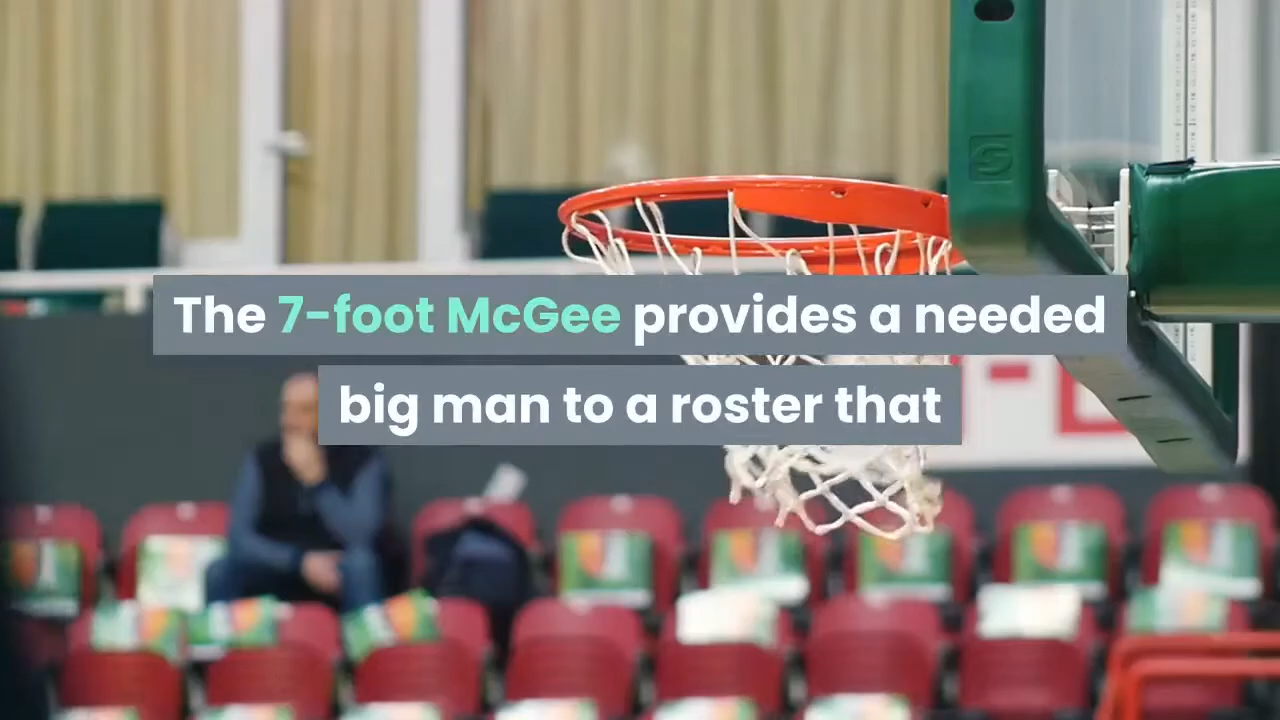 The 7-foot McGee provides a needed
big man to a roster that